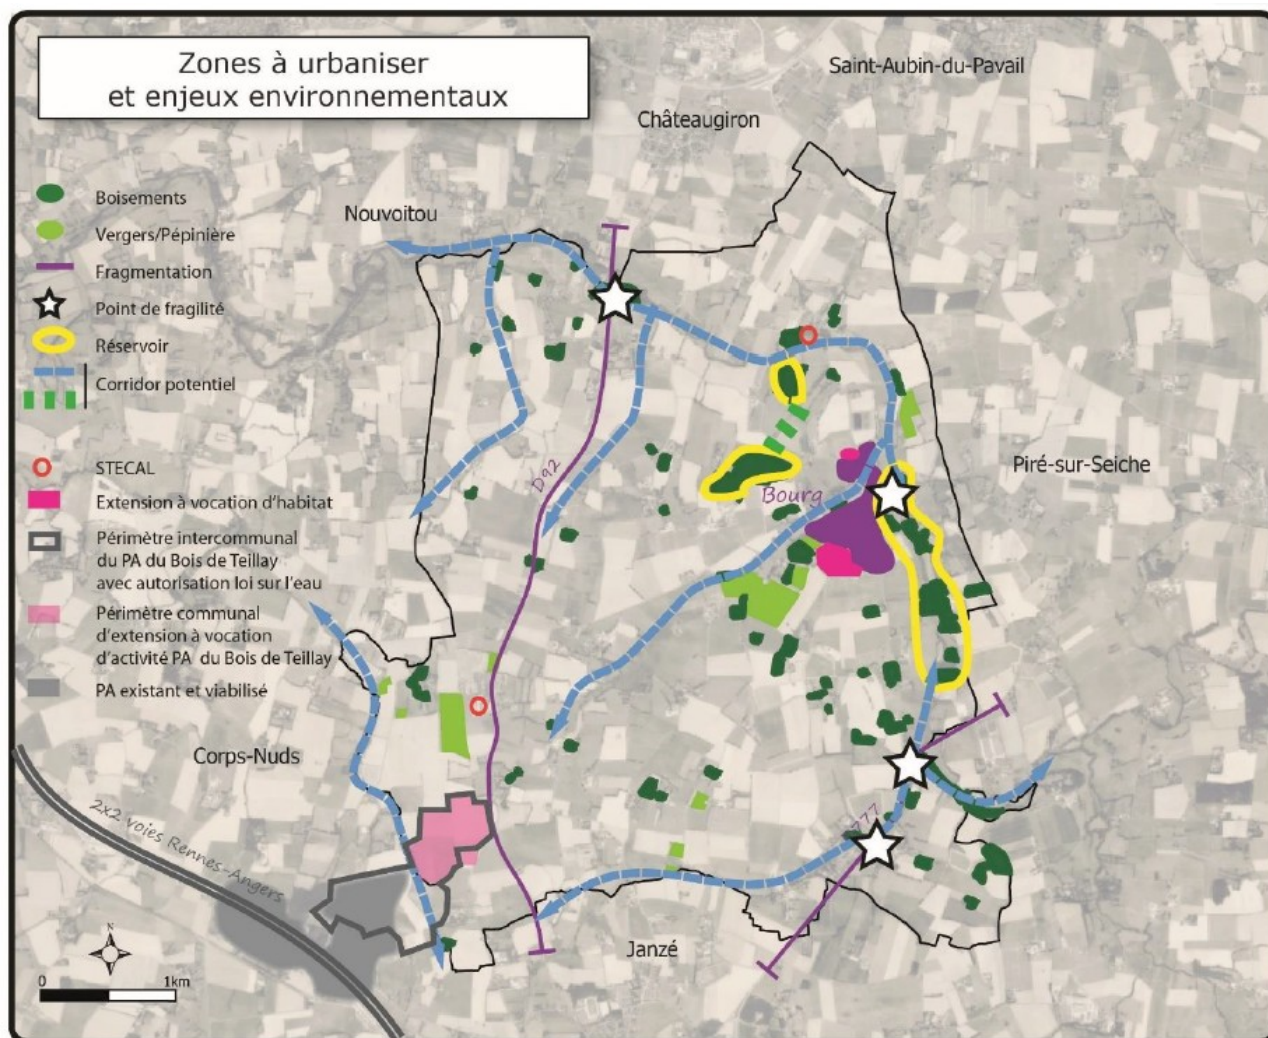 Zones à urbaniser
et enjeux environnementaux
Saint-Aubin-du-Pavail
Châteaugiron
Nouvoitou
Boisements
Vergers/Pépinière
Fragmentation
Point de fragilité
Réservoir
Corridor potentiel
STECAL
Extension à vocation d'habitat
Périmètre intercommunal
du PA du Bois de Teillay
avec autorisation loi sur l'eau
Périmètre communal
d'extension à vocation
d'activité PA du Bois de Teillay
PA existant et viabilisé
D92
Bourg
Piré-sur-Seiche
Corps-Nuds
2x2 voies Rennes-Angers
Janzé
N
0 1km